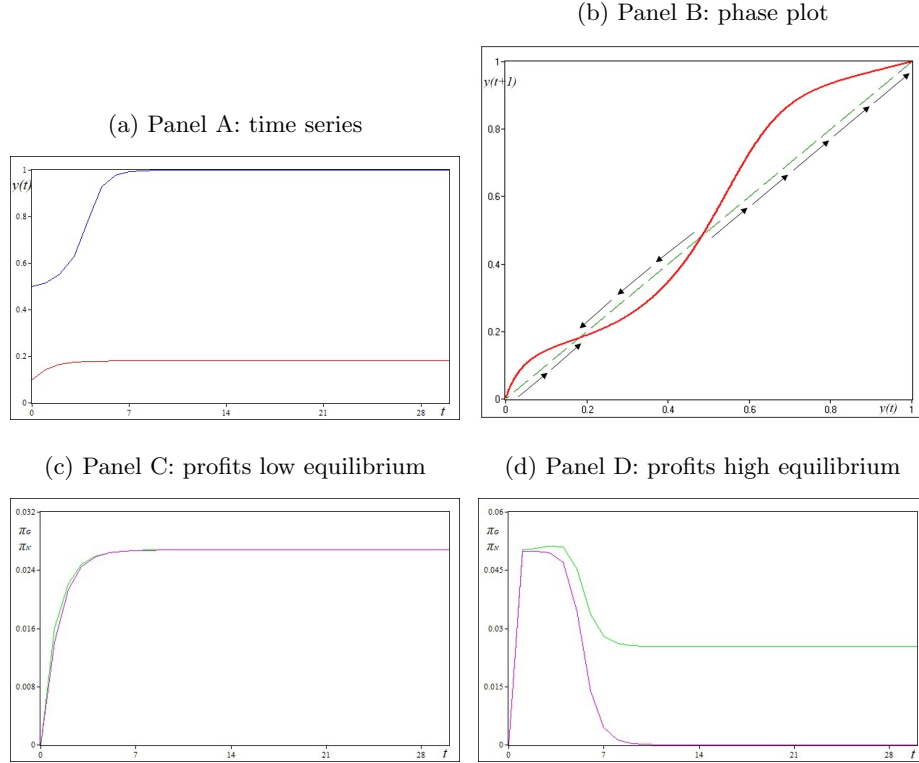 (b) Panel B: phase plot
(a) Panel A: time series
1
y(t+1)
0.8
0.6
0.4
0.2
0
0 0.2 0.4 0.6 0.8 1
y(t)
1
y(t)
0.8
0.6
0.4
0.2
0
0 7 14 21 28 t
(c) Panel C: profits low equilibrium
(d) Panel D: profits high equilibrium
0.032
πG
πN
0.024
0.016
0.008
0
0 7 14 21 28 t
0.06
πG
πN
0.045
0.03
0.015
0
0 7 14 21 28 t